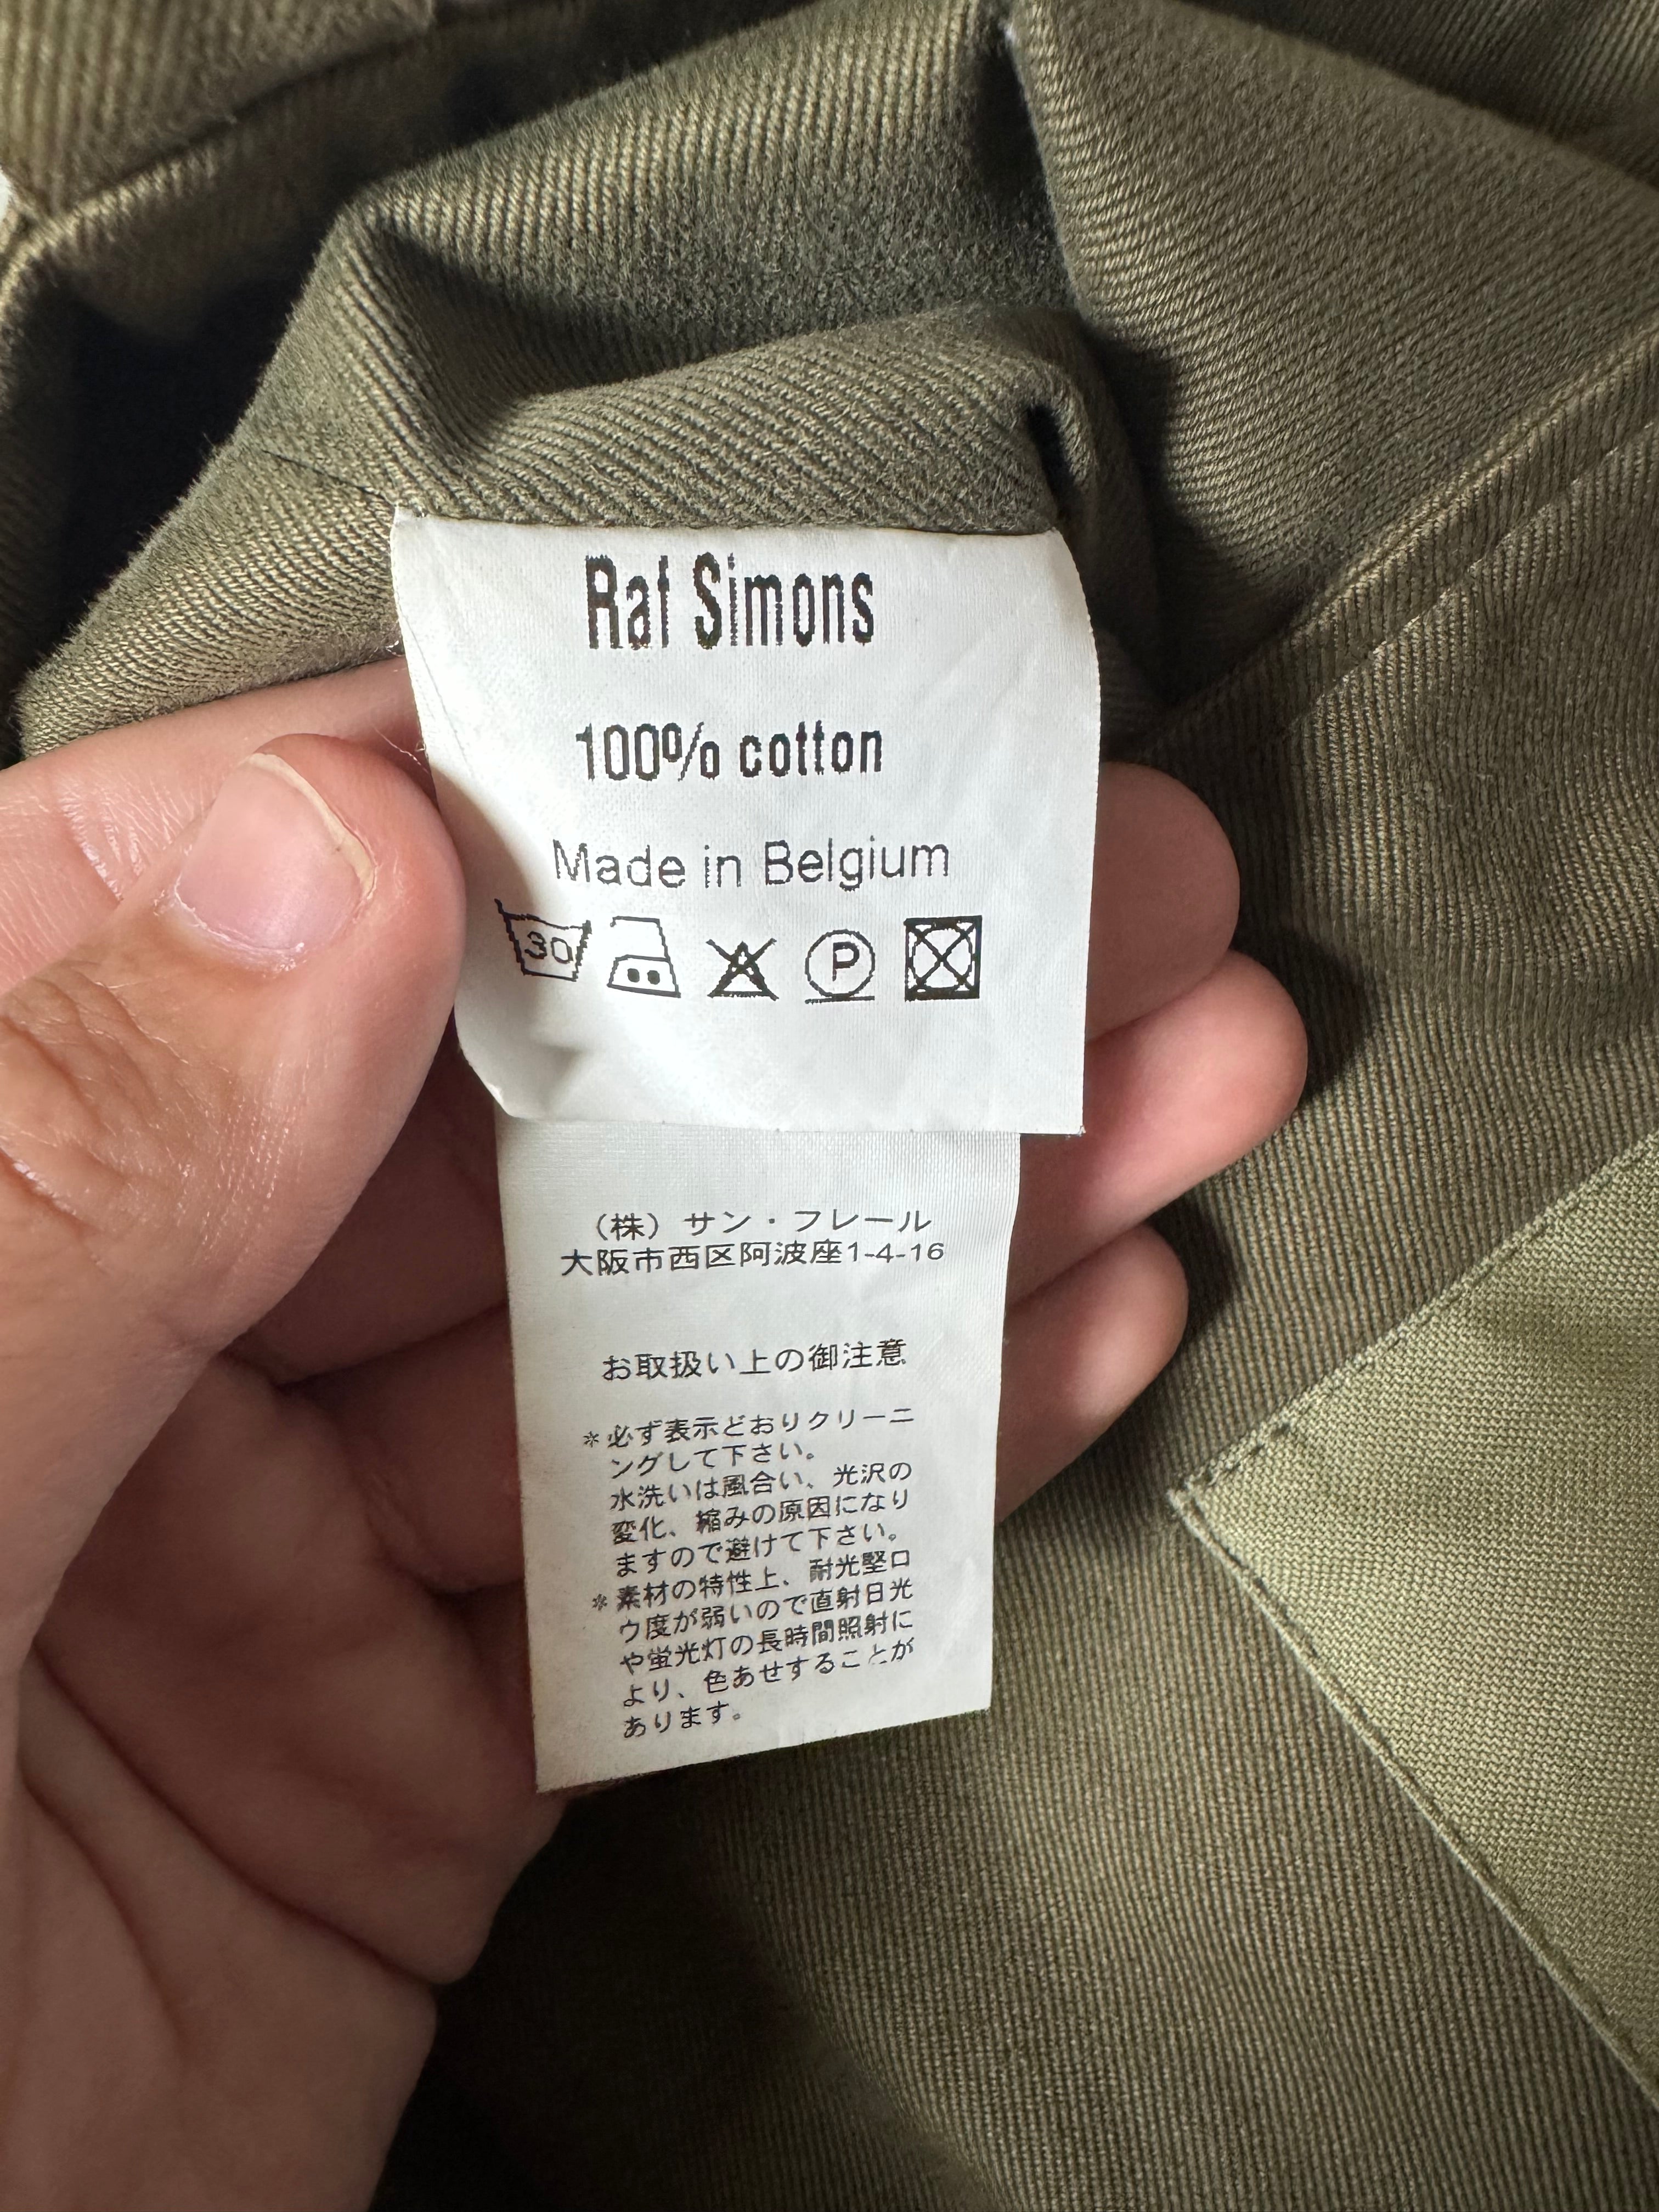 Raf Simons
100% cotton
Made in Belgium
30
P
(株) サン・フレール
大阪市西区阿波座1-4-16
お取扱い上の御注意
*必ず表示どおりクリーニ
ングして下さい。
水洗いは風合い、光沢の
変化、縮みの原因になり
ますので避けて下さい。
*素材の特性上、耐光堅ロ
ウ度が弱いので直射日光
や蛍光灯の長時間照射に
より、色あせすることが
あります。